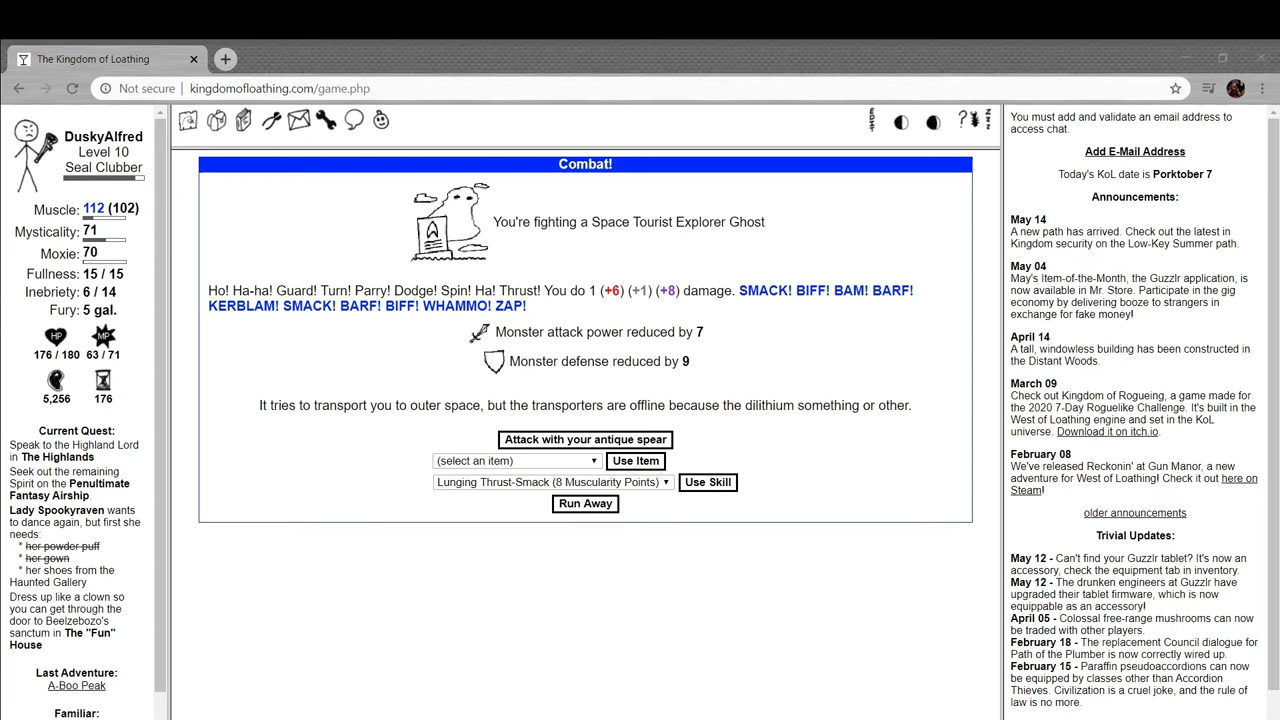 The Kingdom of Loathing
Not secure | kingdomofloathing.com/game.php
DuskyAlfred
Level 10
Seal Clubber
Muscle: 112 (102)
Mysticality: 71
Moxie: 70
Fullness: 15 / 15
Inebriety: 6 / 14
Fury: 5 gal.
HP MP
176 / 180 63 / 71
5,256 176
Current Quest:
Speak to the Highland Lord
in The Highlands
Seek out the remaining
Spirit on the Penultimate
Fantasy Airship.
Lady Spookyraven wants
to dance again, but first she
needs:
* her powder puff
* her gown
* her shoes from the
Haunted Gallery
Dress up like a clown so
you can get through the
door to Beelzebozo's
sanctum in The "Fun"
House
Last Adventure:
A-Boo Peak
Familiar:
Combat!
You're fighting a Space Tourist Explorer Ghost
Ho! Ha-ha! Guard! Turn! Parry! Dodge! Spin! Ha! Thrust! You do 1 (+6) (+1) (+8) damage. SMACK! BIFF! BAM! BARF!
KERBLAM! SMACK! BARF! BIFF! WHAMMO! ZAP!
Monster attack power reduced by 7
Monster defense reduced by 9
It tries to transport you to outer space, but the transporters are offline because the dilithium something or other.
Attack with your antique spear
(select an item) Use Item
Lunging Thrust-Smack (8 Muscularity Points) Use Skill
Run Away
You must add and validate an email address to
access chat.
Add E-Mail Address
Today's KoL date is Porktober 7
Announcements:
May 14
A new path has arrived. Check out the latest in
Kingdom security on the Low-Key Summer path.
May 04
May's Item-of-the-Month, the Guzzlr application, is
now available in Mr. Store. Participate in the gig
economy by delivering booze to strangers in
exchange for fake money!
April 14
A tall, windowless building has been constructed in
the Distant Woods.
March 09
Check out Kingdom of Rogueing, a game made for
the 2020 7-Day Roguelike Challenge. It's built in the
West of Loathing engine and set in the KoL
universe. Download it on itch.io.
February 08
We've released Reckonin' at Gun Manor, a new
adventure for West of Loathing! Check it out here on
Steam!
older announcements
Trivial Updates:
May 12 - Can't find your Guzzlr tablet? It's now an
accessory, check the equipment tab in inventory.
May 12 - The drunken engineers at Guzzlr have
upgraded their tablet firmware, which is now
equippable as an accessory!
April 05 - Colossal free-range mushrooms can now
be traded with other players.
February 18 - The replacement Council dialogue for
Path of the Plumber is now correctly wired up.
February 15 - Paraffin pseudoaccordions can now
be equipped by classes other than Accordion
Thieves. Civilization is a cruel joke, and the rule of
law is no more.